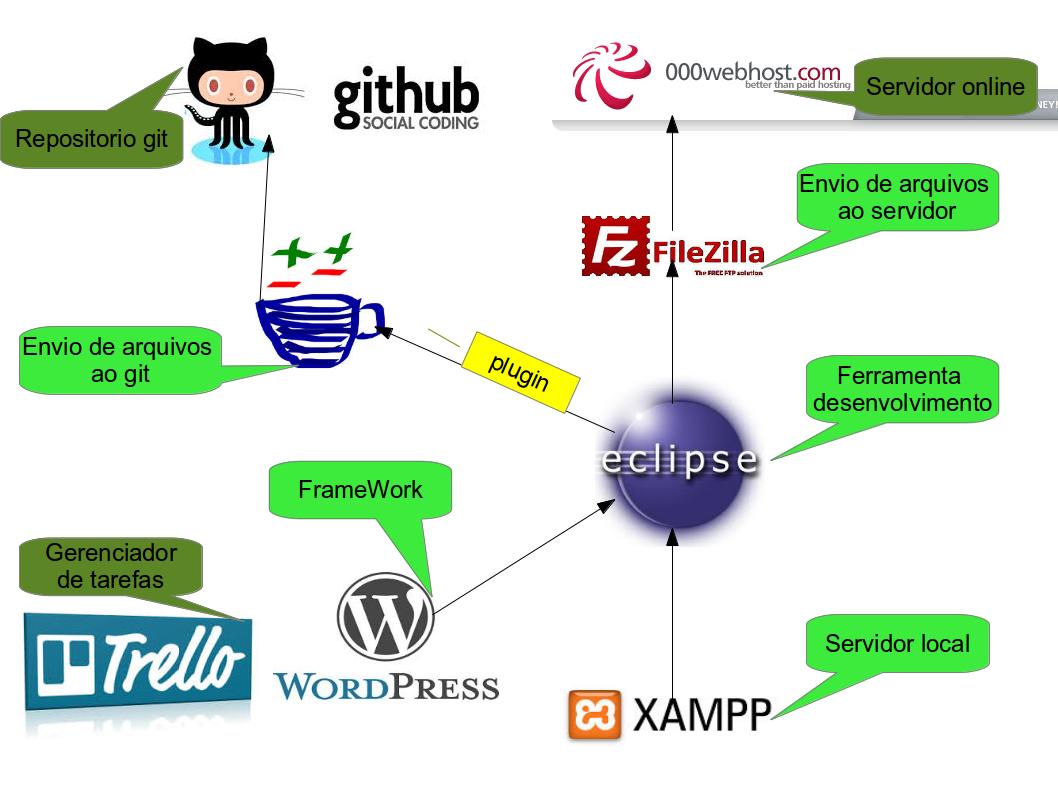 github
SOCIAL CODING
000webhost.com
better than paid hosting
Servidor online
NEY!
Repositorio git
Envio de arquivos
ao servidor
Fz
FileZilla
The FREE FTP solution
Envio de arquivos
ao git
plugin
Ferramenta
desenvolvimento
eclipse
FrameWork
Gerenciador
de tarefas
Trello
W
WORDPRESS
Servidor local
XAMPP